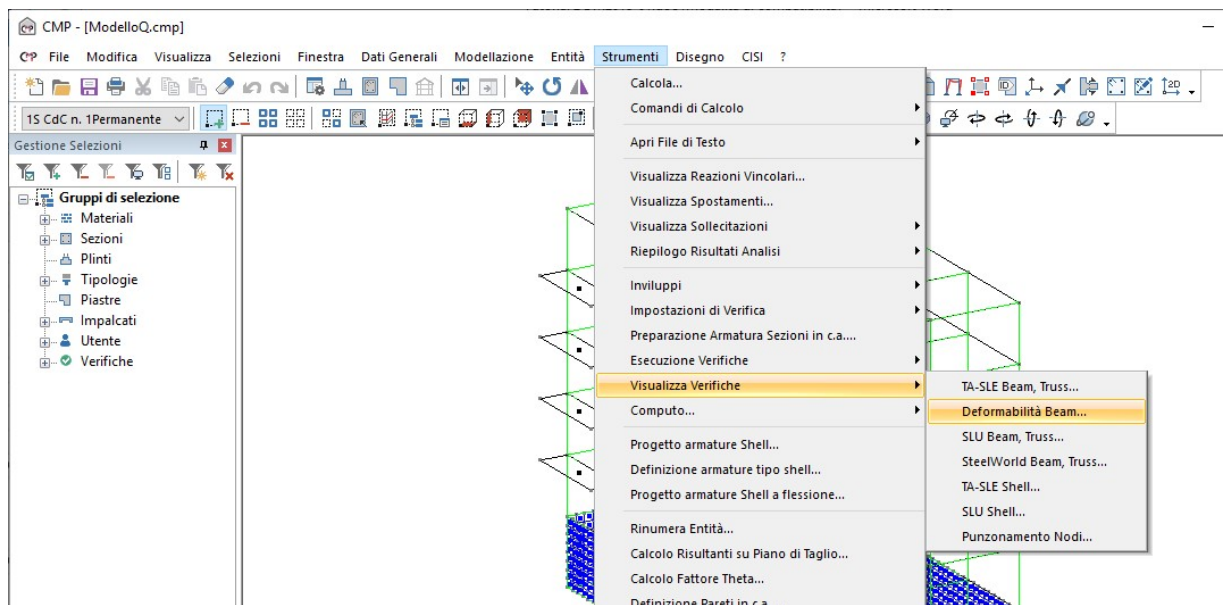 CMP - [ModelloQ.cmp]
CMP File Modifica Visualizza Selezioni Finestra Dati Generali Modellazione Entità Strumenti Disegno CISI ?
1S CdC n. 1Permanente
Gestione Selezioni
Gruppi di selezione
Materiali
Sezioni
Plinti
Tipologie
Piastre
Impalcati
Utente
Verifiche
Calcola...
Comandi di Calcolo
Apri File di Testo
Visualizza Reazioni Vincolari...
Visualizza Spostamenti...
Visualizza Sollecitazioni
Riepilogo Risultati Analisi
Inviluppi
Impostazioni di Verifica
Preparazione Armatura Sezioni in c.a....
Esecuzione Verifiche
Visualizza Verifiche
Computo...
Progetto armature Shell...
Definizione armature tipo shell...
Progetto armature Shell a flessione...
Rinumera Entità...
Calcolo Risultanti su Piano di Taglio...
Calcolo Fattore Theta...
Definizione Pareti in c.a.
TA-SLE Beam, Truss...
Deformabilità Beam...
SLU Beam, Truss...
SteelWorld Beam, Truss...
TA-SLE Shell...
SLU Shell...
Punzonamento Nodi...